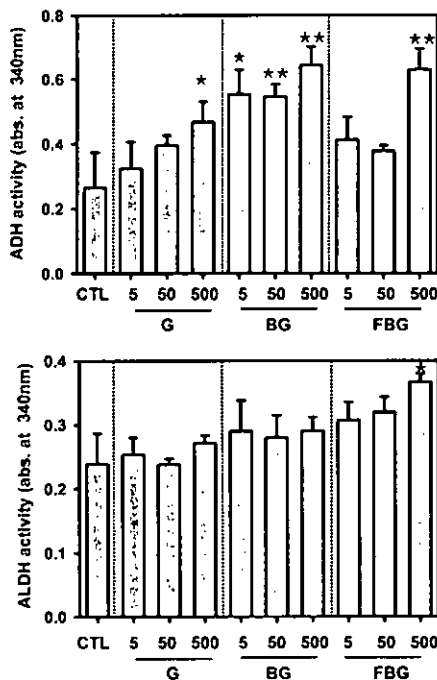 ADH activity (abs. at 340nm)
0.8
0.6
0.4
0.2
0.0
* * ** ** **
CTL 5 50 500 5 50 500 5 50 500
G BG FBG
ALDH activity (abs. at 340nm)
0.4
0.3
0.2
0.1
0.0
*
CTL 5 50 500 5 50 500 5 50 500
G BG FBG